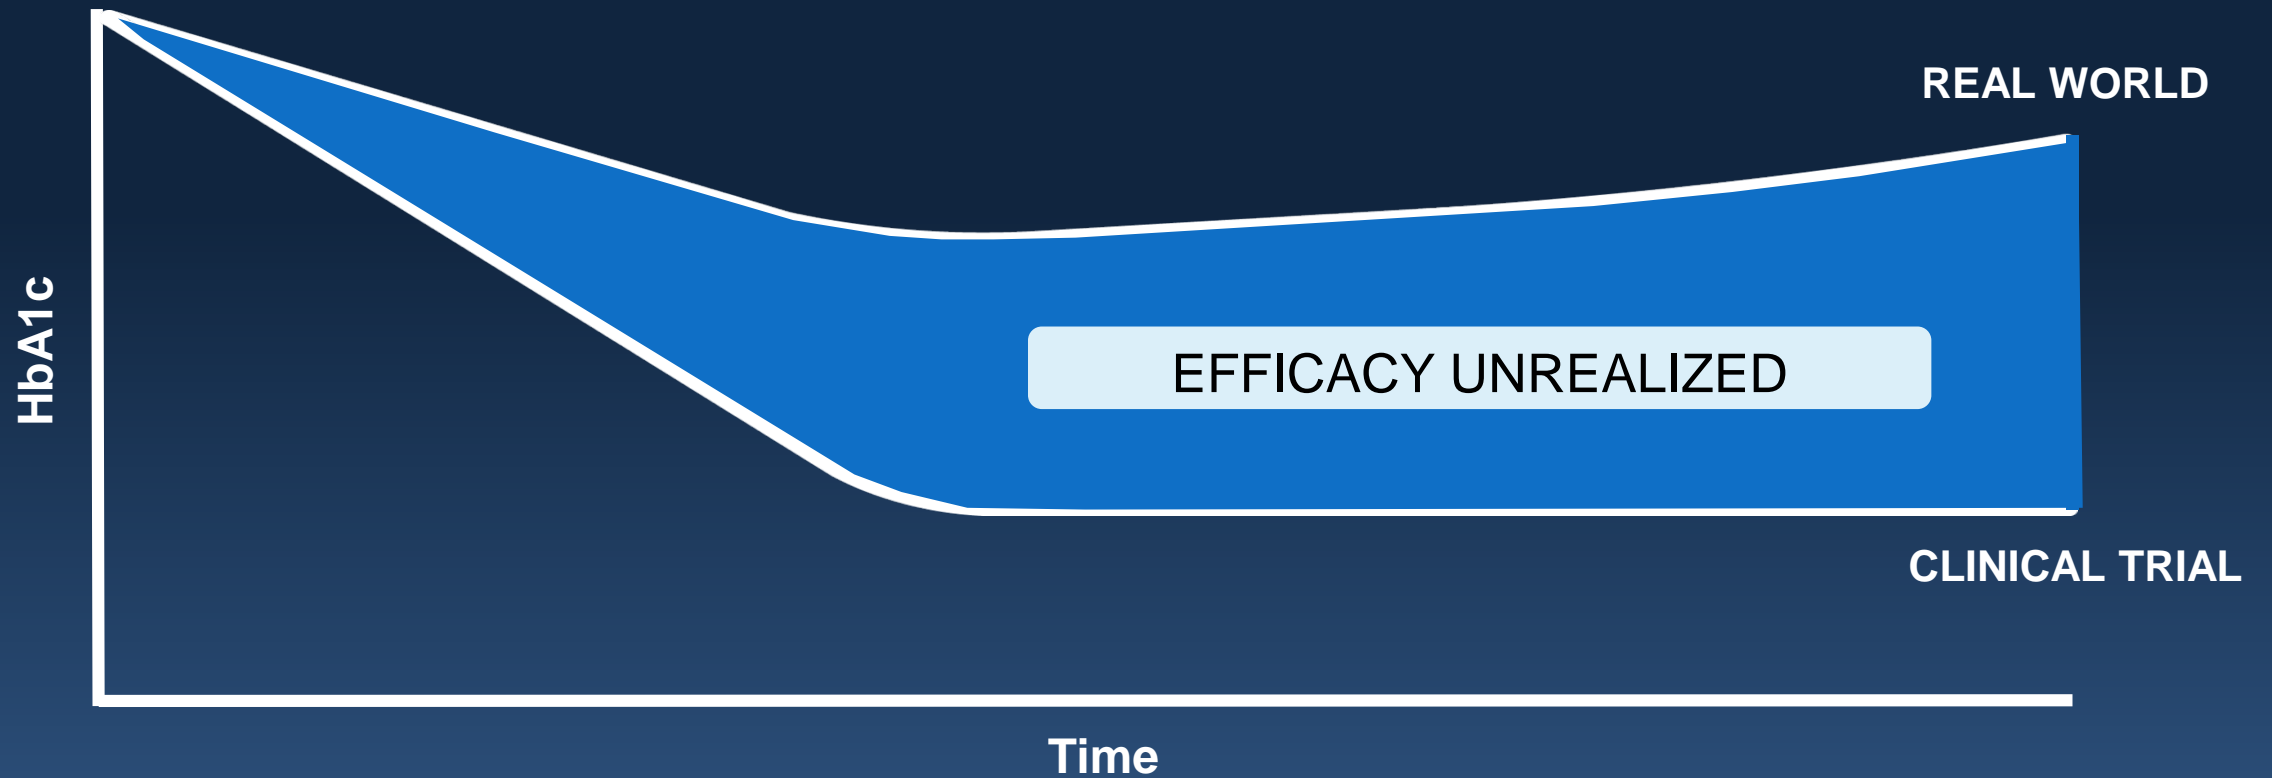 REAL WORLD
HbA1c
EFFICACY UNREALIZED
CLINICAL TRIAL
Time